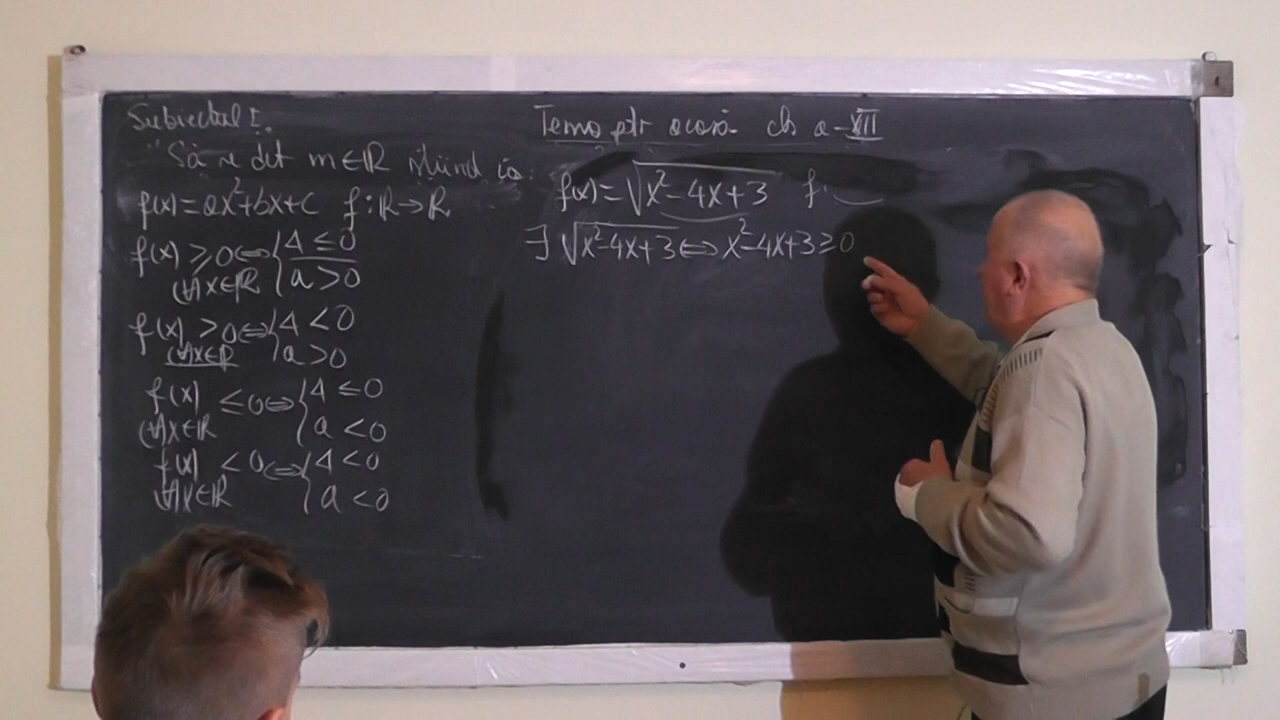 Subiectul I.
"Să se det m∈ℝ știind că:
f(x)=ax²+bx+c f:ℝ→ℝ
f(x)≥0⇔{Δ≤0
(∀)x∈ℝ {a>0
f(x)>0⇔{Δ<0
(∀)x∈ℝ {a>0
f(x)≤0⇔{Δ≤0
(∀)x∈ℝ {a<0
f(x)<0⇔{Δ<0
∀x∈ℝ {a<0
Tema ptr acasă cls a-XII
f(x)=√x²-4x+3 f:
∃√x²-4x+3⇔x²-4x+3≥0